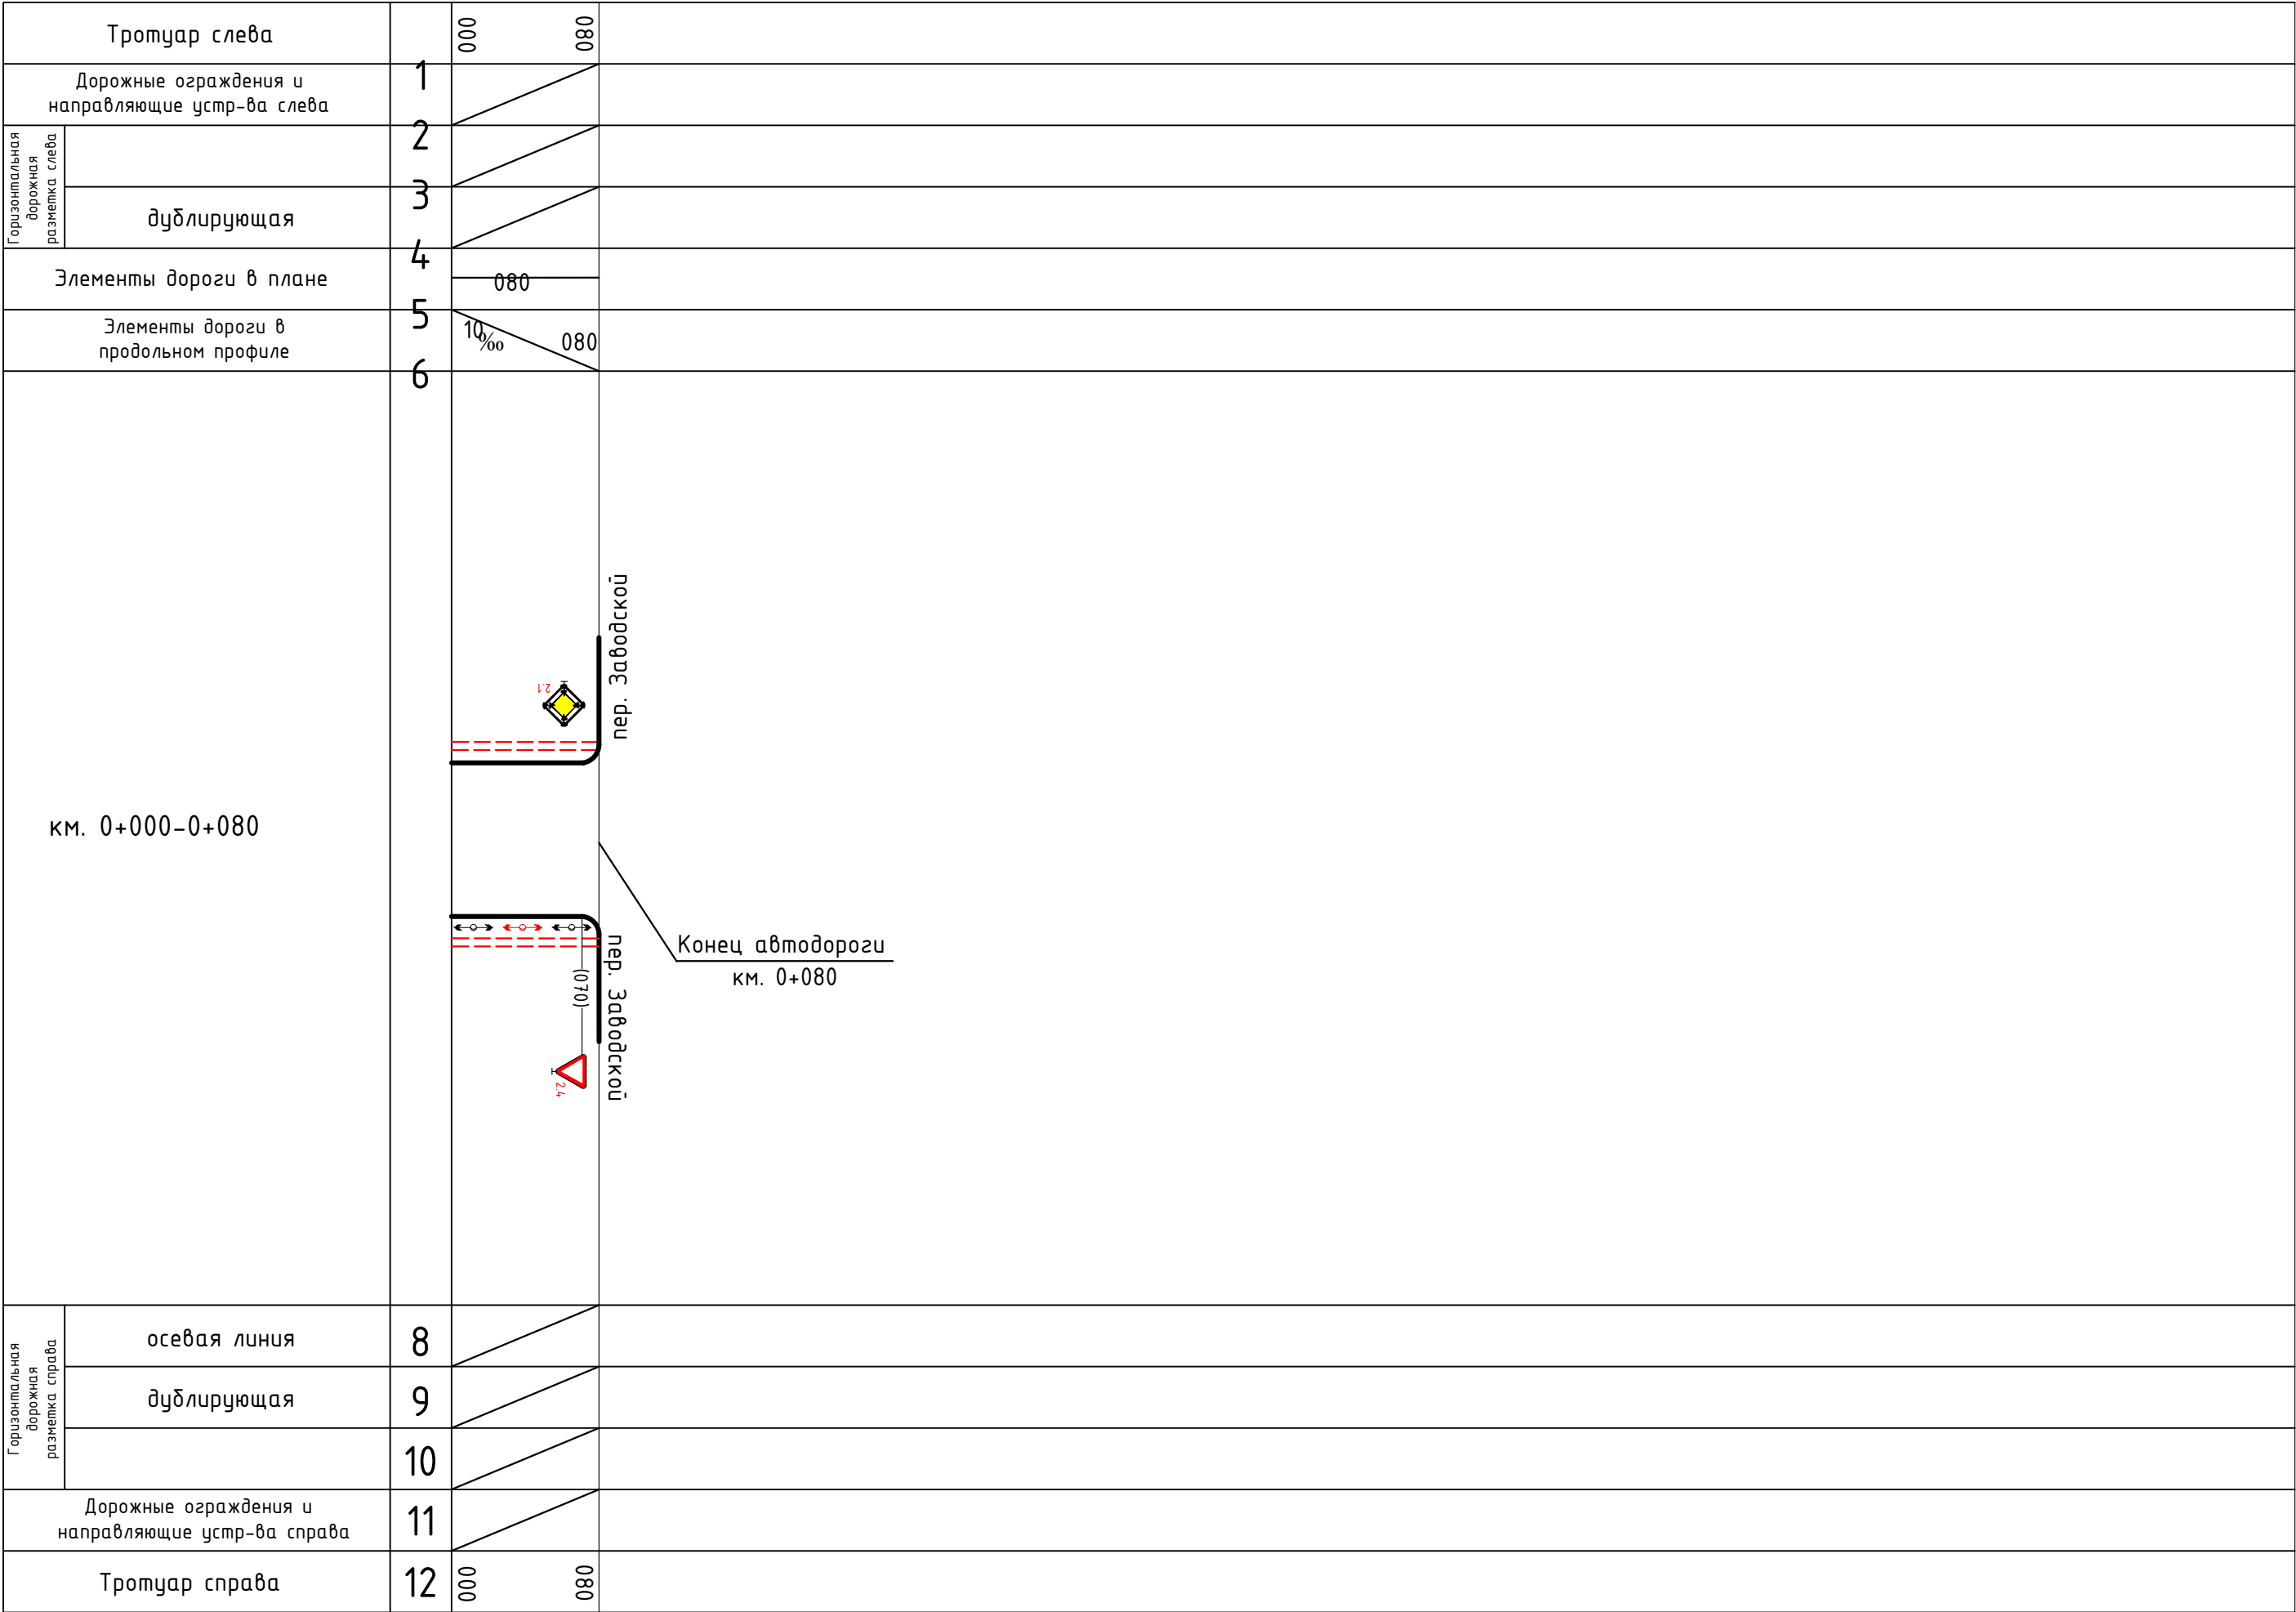 Тротуар слева
000
080
1
Дорожные ограждения и
направляющие устр-ва слева
2
Горизонтальная
дорожная
разметка слева
3
дублирующая
4
Элементы дороги в плане
080
5
Элементы дороги в
продольном профиле
10‰
080
6
пер. Заводской
2.1
км. 0+000-0+080
Конец автодороги
км. 0+080
(070)
пер. Заводской
2.4
Горизонтальная
дорожная
разметка справа
осевая линия
8
дублирующая
9
10
Дорожные ограждения и
направляющие устр-ва справа
11
Тротуар справа
12
000
080